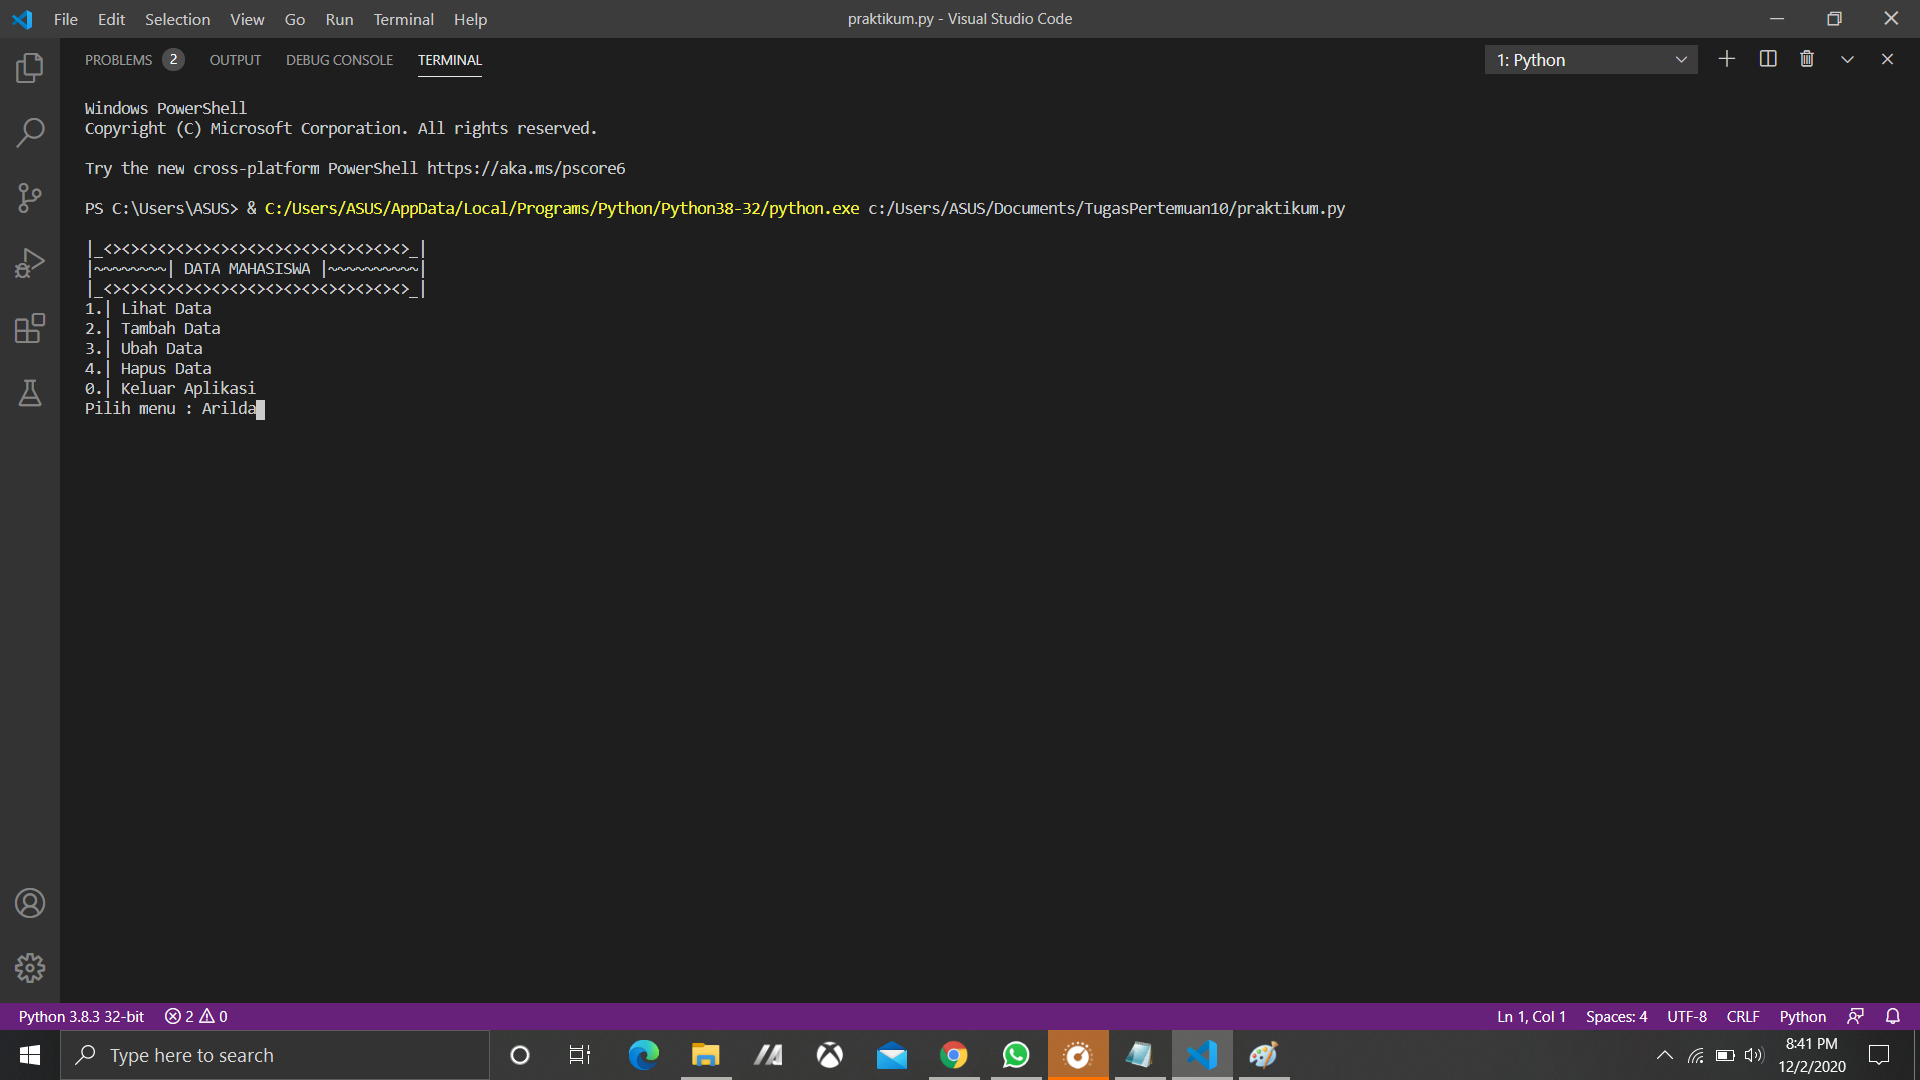 File Edit Selection View Go Run Terminal Help praktikum.py - Visual Studio Code
PROBLEMS 2 OUTPUT DEBUG CONSOLE TERMINAL 1: Python
Windows PowerShell
Copyright (C) Microsoft Corporation. All rights reserved.
Try the new cross-platform PowerShell https://aka.ms/pscore6
PS C:\Users\ASUS> & C:/Users/ASUS/AppData/Local/Programs/Python/Python38-32/python.exe c:/Users/ASUS/Documents/TugasPertemuan10/praktikum.py
|_<><><><><><><><><><><><><><><><><>_|
|~~~~~~~~| DATA MAHASISWA |~~~~~~~~~~|
|_<><><><><><><><><><><><><><><><><>_|
1.| Lihat Data
2.| Tambah Data
3.| Ubah Data
4.| Hapus Data
0.| Keluar Aplikasi
Pilih menu : Arilda
Python 3.8.3 32-bit 2 0 Ln 1, Col 1 Spaces: 4 UTF-8 CRLF Python
Type here to search
8:41 PM
12/2/2020